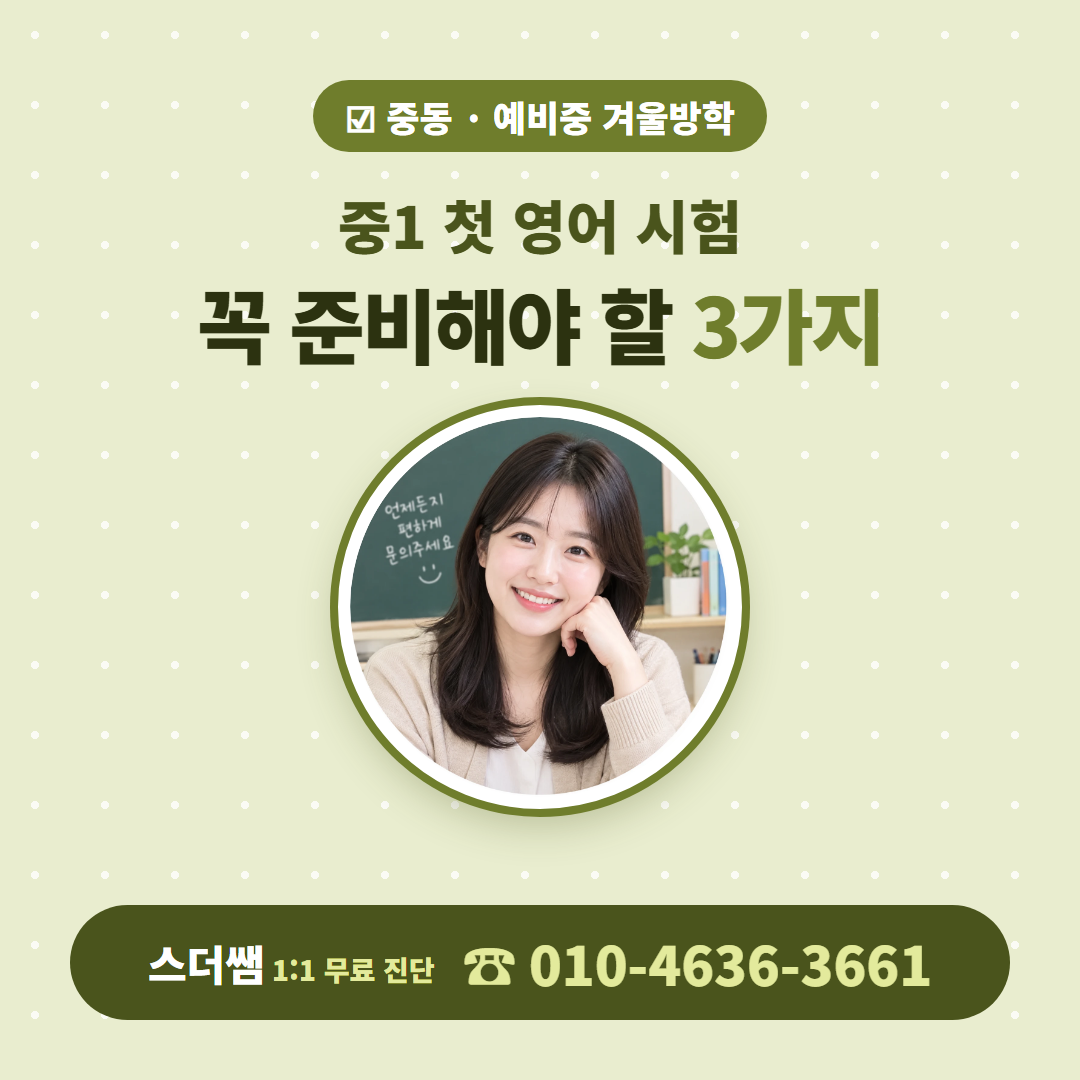 ☑ 중동 · 예비중 겨울방학
중1 첫 영어 시험
꼭 준비해야 할 3가지
언제든지
편하게
문의주세요
스더쌤 1:1 무료 진단 ☎ 010-4636-3661